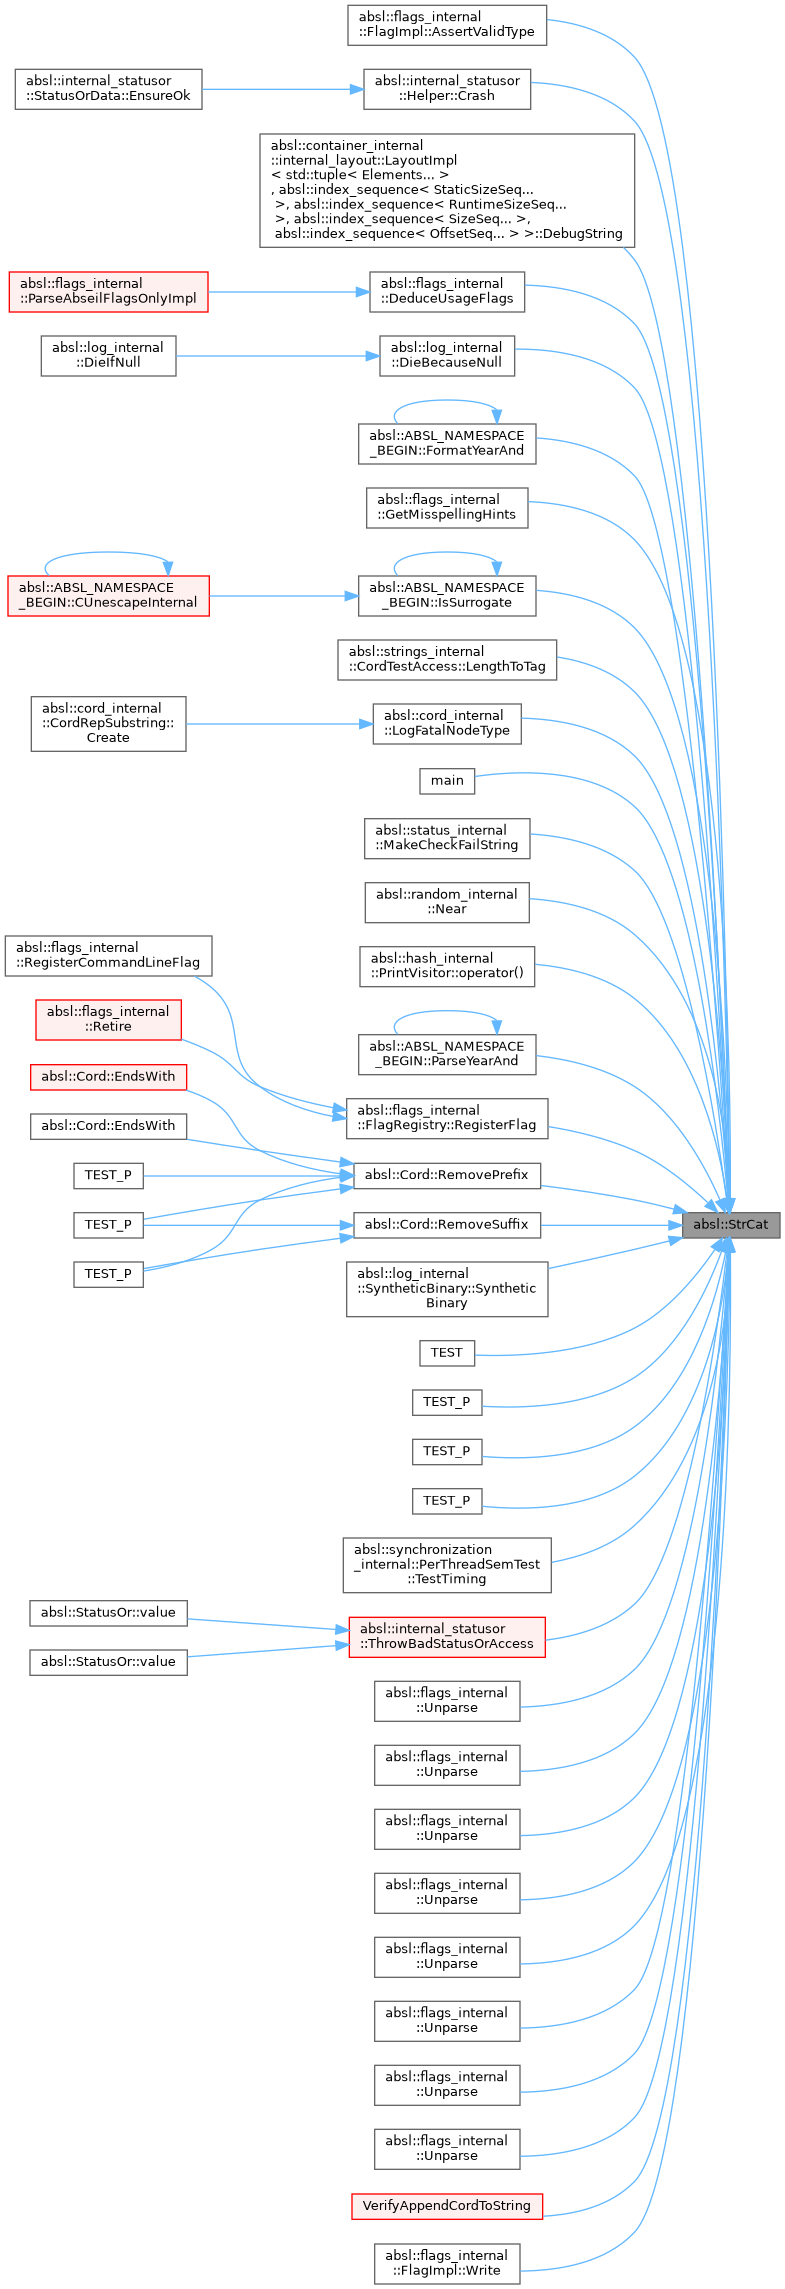 absl::flags_internal
::FlagImpl::AssertValidType
absl::internal_statusor
::StatusOrData::EnsureOk
absl::internal_statusor
::Helper::Crash
absl::container_internal
::internal_layout::LayoutImpl
< std::tuple< Elements... >
, absl::index_sequence< StaticSizeSeq...
 >, absl::index_sequence< RuntimeSizeSeq...
 >, absl::index_sequence< SizeSeq... >,
 absl::index_sequence< OffsetSeq... > >::DebugString
absl::flags_internal
::ParseAbseilFlagsOnlyImpl
absl::flags_internal
::DeduceUsageFlags
absl::log_internal
::DieIfNull
absl::log_internal
::DieBecauseNull
absl::ABSL_NAMESPACE
_BEGIN::FormatYearAnd
absl::flags_internal
::GetMisspellingHints
absl::ABSL_NAMESPACE
_BEGIN::CUnescapeInternal
absl::ABSL_NAMESPACE
_BEGIN::IsSurrogate
absl::strings_internal
::CordTestAccess::LengthToTag
absl::cord_internal
::CordRepSubstring::
Create
absl::cord_internal
::LogFatalNodeType
main
absl::status_internal
::MakeCheckFailString
absl::random_internal
::Near
absl::flags_internal
::RegisterCommandLineFlag
absl::hash_internal
::PrintVisitor::operator()
absl::flags_internal
::Retire
absl::ABSL_NAMESPACE
_BEGIN::ParseYearAnd
absl::Cord::EndsWith
absl::flags_internal
::FlagRegistry::RegisterFlag
absl::Cord::EndsWith
TEST_P
absl::Cord::RemovePrefix
TEST_P
absl::Cord::RemoveSuffix
absl::StrCat
TEST_P
absl::log_internal
::SyntheticBinary::Synthetic
Binary
TEST
TEST_P
TEST_P
TEST_P
absl::synchronization
_internal::PerThreadSemTest
::TestTiming
absl::StatusOr::value
absl::internal_statusor
::ThrowBadStatusOrAccess
absl::StatusOr::value
absl::flags_internal
::Unparse
absl::flags_internal
::Unparse
absl::flags_internal
::Unparse
absl::flags_internal
::Unparse
absl::flags_internal
::Unparse
absl::flags_internal
::Unparse
absl::flags_internal
::Unparse
absl::flags_internal
::Unparse
VerifyAppendCordToString
absl::flags_internal
::FlagImpl::Write